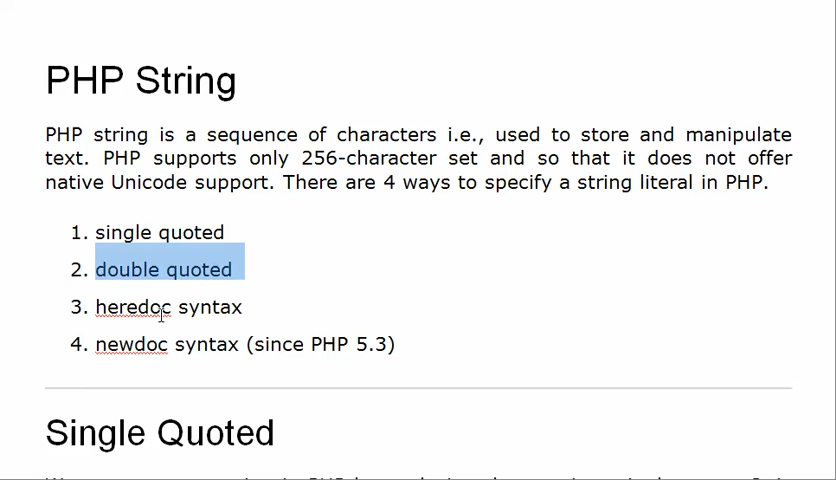 PHP String
PHP string is a sequence of characters i.e., used to store and manipulate
text. PHP supports only 256-character set and so that it does not offer
native Unicode support. There are 4 ways to specify a string literal in PHP.
1. single quoted
2. double quoted
3. heredoc syntax
4. newdoc syntax (since PHP 5.3)
Single Quoted